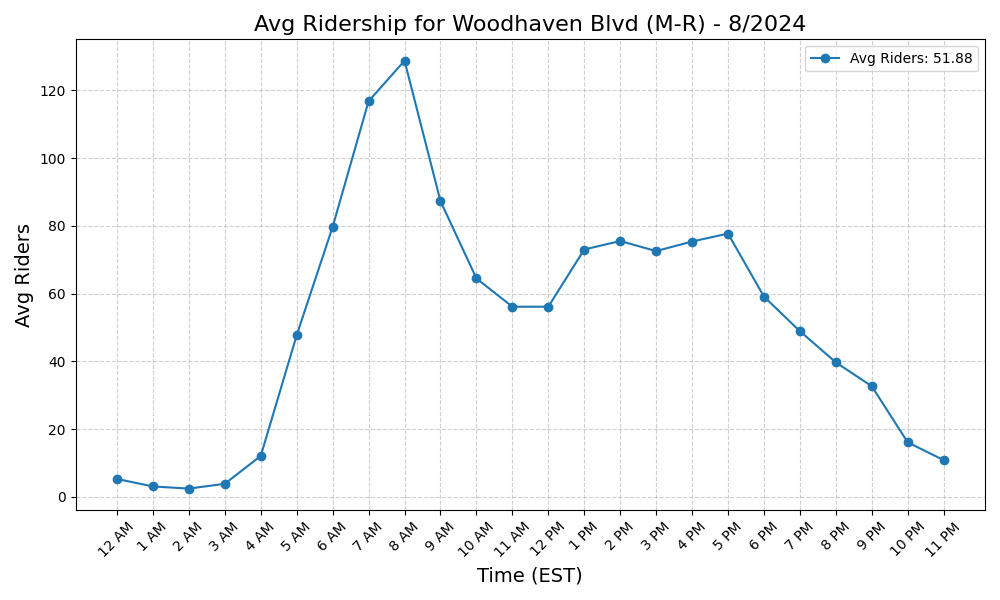 Avg Ridership for Woodhaven Blvd (M-R) - 8/2024
Avg Riders: 51.88
Avg Riders
120
100
80
60
40
20
0
12 AM
1 AM
2 AM
3 AM
4 AM
5 AM
6 AM
7 AM
8 AM
9 AM
10 AM
11 AM
12 PM
1 PM
2 PM
3 PM
4 PM
5 PM
6 PM
7 PM
8 PM
9 PM
10 PM
11 PM
Time (EST)